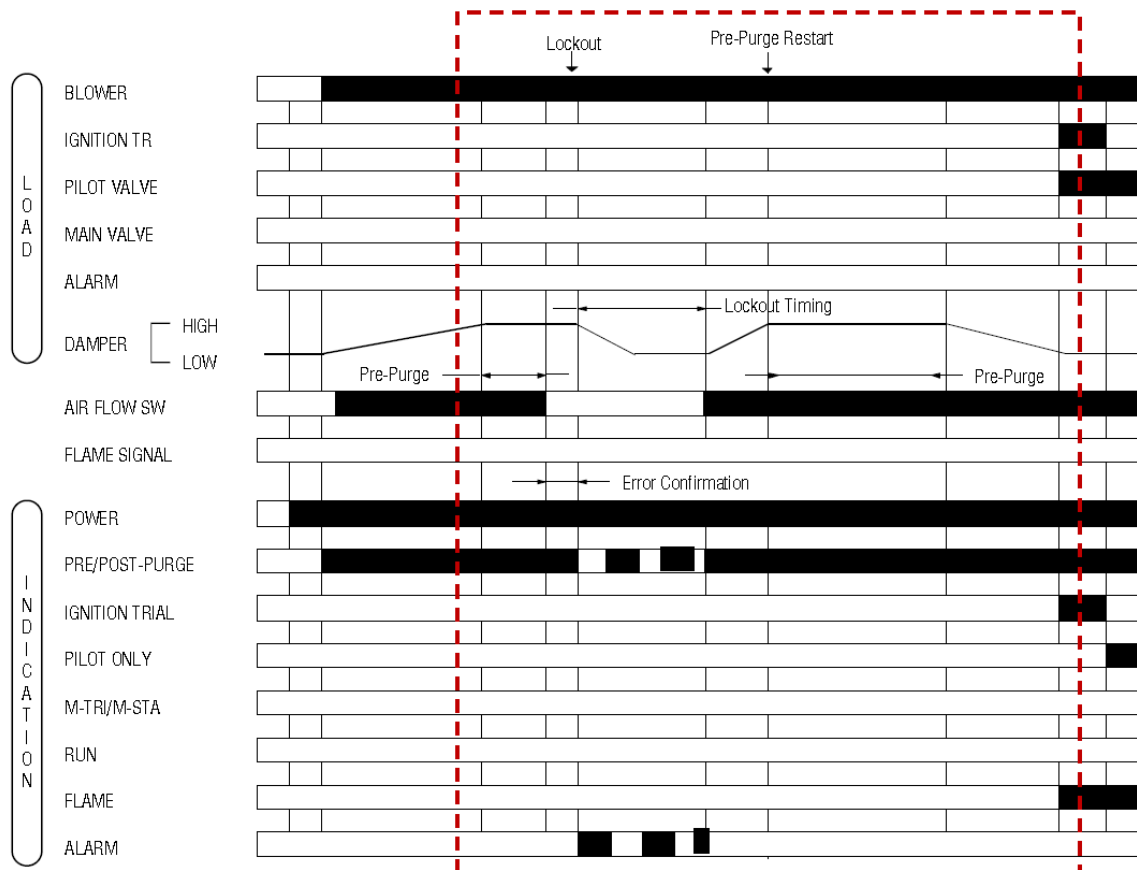 Lockout
Pre-Purge Restart
LOAD
BLOWER
IGNITION TR
PILOT VALVE
MAIN VALVE
ALARM
Lockout Timing
DAMPER
HIGH
LOW
Pre-Purge
Pre-Purge
AIR FLOW SW
FLAME SIGNAL
Error Confirmation
INDICATION
POWER
PRE/POST-PURGE
IGNITION TRIAL
PILOT ONLY
M-TRI/M-STA
RUN
FLAME
ALARM